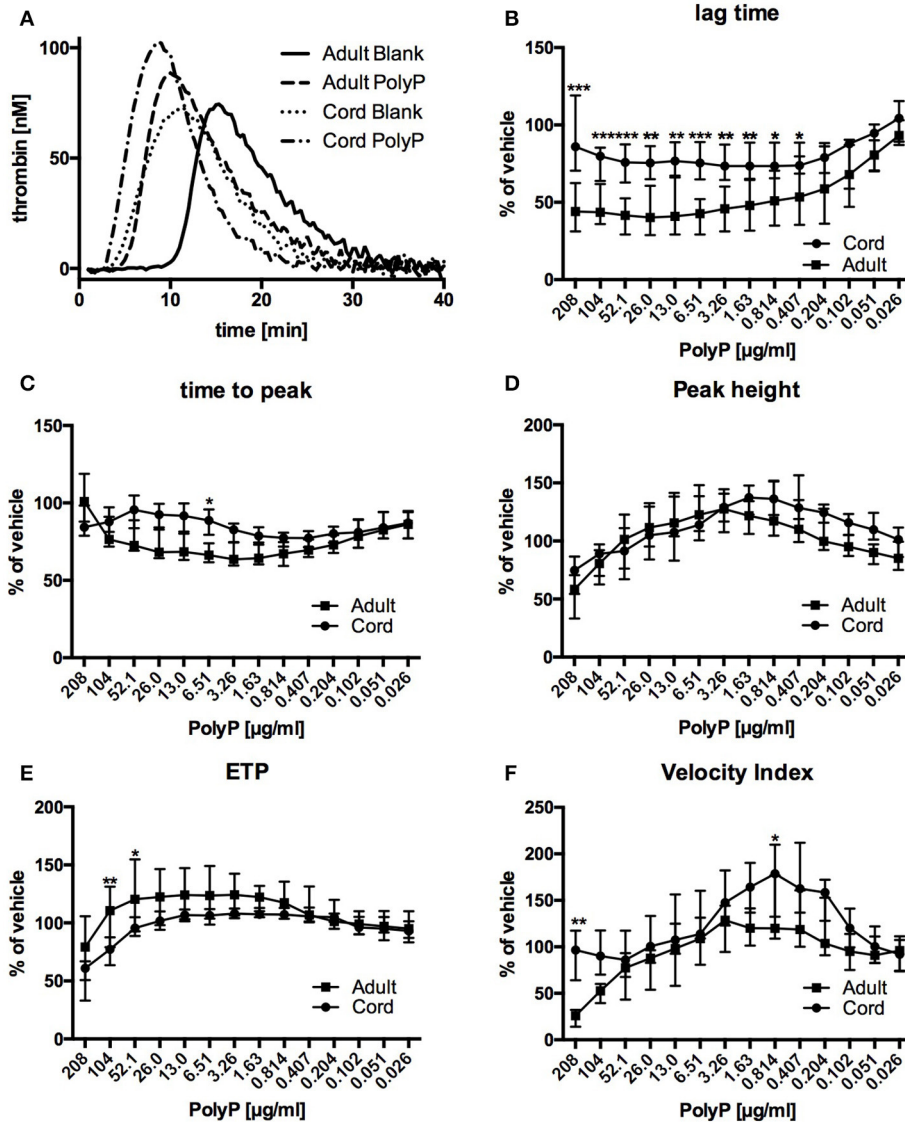 A
thrombin [nM]
100
50
0
0 10 20 30 40
time [min]
Adult Blank
Adult PolyP
Cord Blank
Cord PolyP
B
lag time
% of vehicle
150
100
50
0
*** ****** ** ** *** ** ** * *
Cord
Adult
208 104 52.1 26.0 13.0 6.51 3.26 1.63 0.814 0.407 0.204 0.102 0.051 0.026
PolyP [µg/ml]
C
time to peak
% of vehicle
150
100
50
0
*
Adult
Cord
208 104 52.1 26.0 13.0 6.51 3.26 1.63 0.814 0.407 0.204 0.102 0.051 0.026
PolyP [µg/ml]
D
Peak height
% of vehicle
200
150
100
50
0
Adult
Cord
208 104 52.1 26.0 13.0 6.51 3.26 1.63 0.814 0.407 0.204 0.102 0.051 0.026
PolyP [µg/ml]
E
ETP
% of vehicle
200
150
100
50
0
** *
Adult
Cord
208 104 52.1 26.0 13.0 6.51 3.26 1.63 0.814 0.407 0.204 0.102 0.051 0.026
PolyP [µg/ml]
F
Velocity Index
% of vehicle
250
200
150
100
50
0
** *
Adult
Cord
208 104 52.1 26.0 13.0 6.51 3.26 1.63 0.814 0.407 0.204 0.102 0.051 0.026
PolyP [µg/ml]